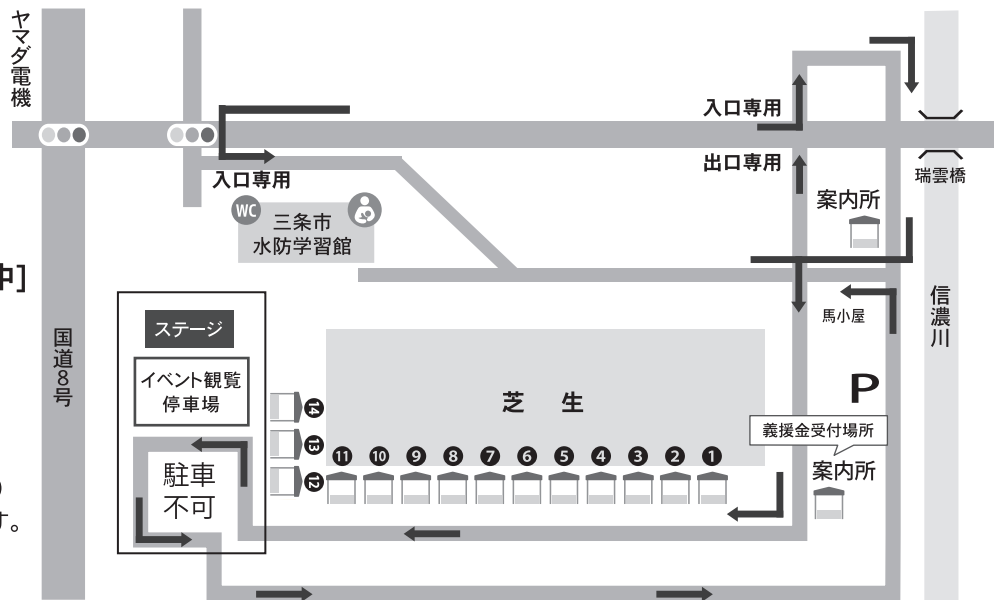 ヤマダ電機
入口専用
出口専用
入口専用
瑞雲橋
案内所
WC
三条市
水防学習館
中]
国道8号
信濃川
馬小屋
ステージ
イベント観覧
停車場
芝 生
P
義援金受付場所
案内所
14
13
12
11 10 9 8 7 6 5 4 3 2 1
駐車
不可
)
す。